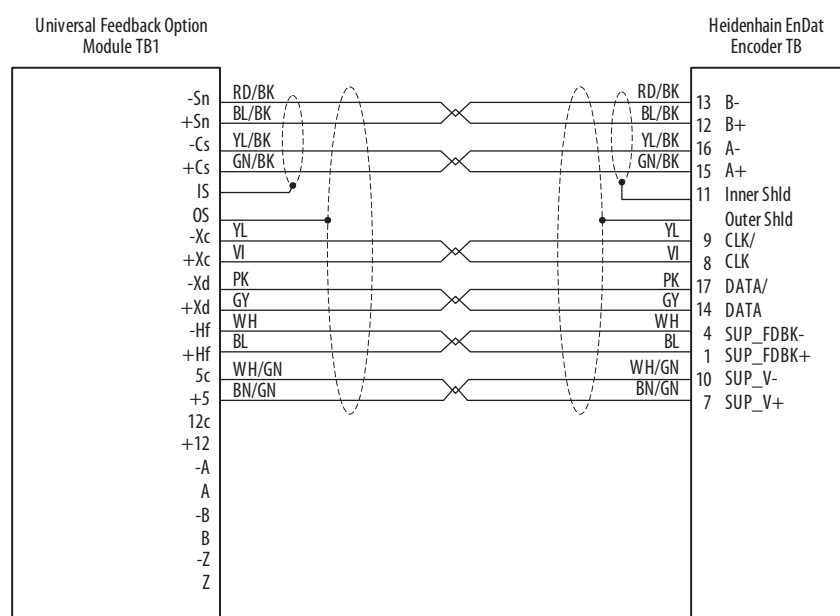 Universal Feedback Option
Module TB1
Heidenhain EnDat
Encoder TB
-Sn RD/BK RD/BK 13 B-
+Sn BL/BK BL/BK 12 B+
-Cs YL/BK YL/BK 16 A-
+Cs GN/BK GN/BK 15 A+
IS 11 Inner Shld
OS Outer Shld
-Xc YL YL 9 CLK/
+Xc VI VI 8 CLK
-Xd PK PK 17 DATA/
+Xd GY GY 14 DATA
-Hf WH WH 4 SUP_FDBK-
+Hf BL BL 1 SUP_FDBK+
5c WH/GN WH/GN 10 SUP_V-
+5 BN/GN BN/GN 7 SUP_V+
12c
+12
-A
A
-B
B
-Z
Z